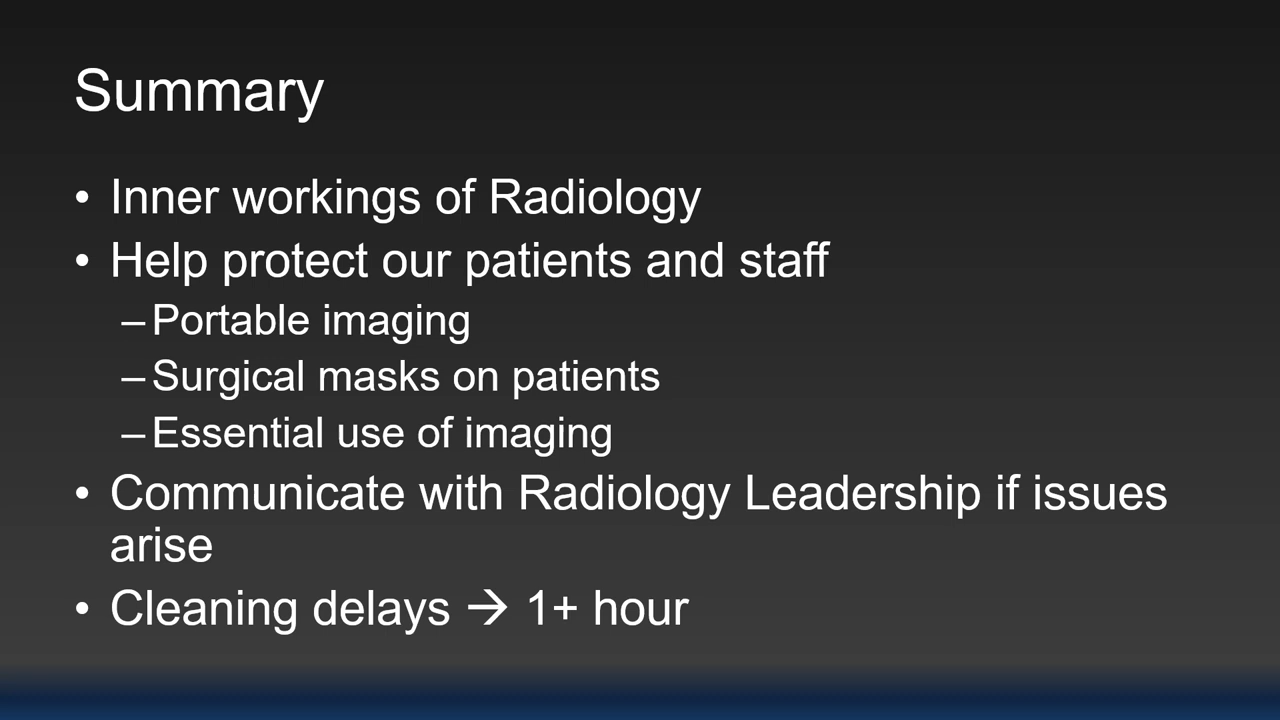 Summary
• Inner workings of Radiology
• Help protect our patients and staff
– Portable imaging
– Surgical masks on patients
– Essential use of imaging
• Communicate with Radiology Leadership if issues
arise
• Cleaning delays → 1+ hour